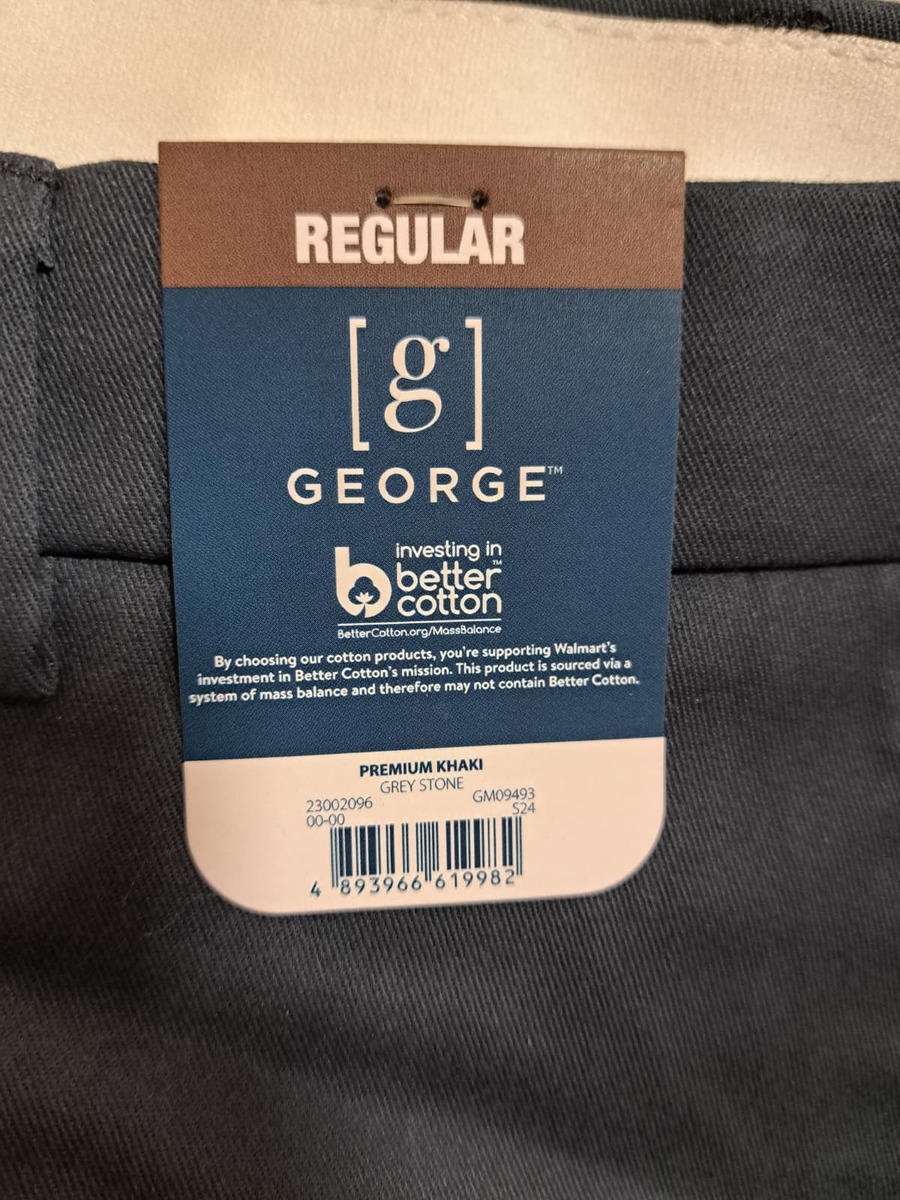 REGULAR
[g]
GEORGE™
investing in
better™
cotton
BetterCotton.org/MassBalance
By choosing our cotton products, you're supporting Walmart's
investment in Better Cotton's mission. This product is sourced via a
system of mass balance and therefore may not contain Better Cotton.
PREMIUM KHAKI
GREY STONE
23002096 GM09493
00-00 S24
4 893966 619982